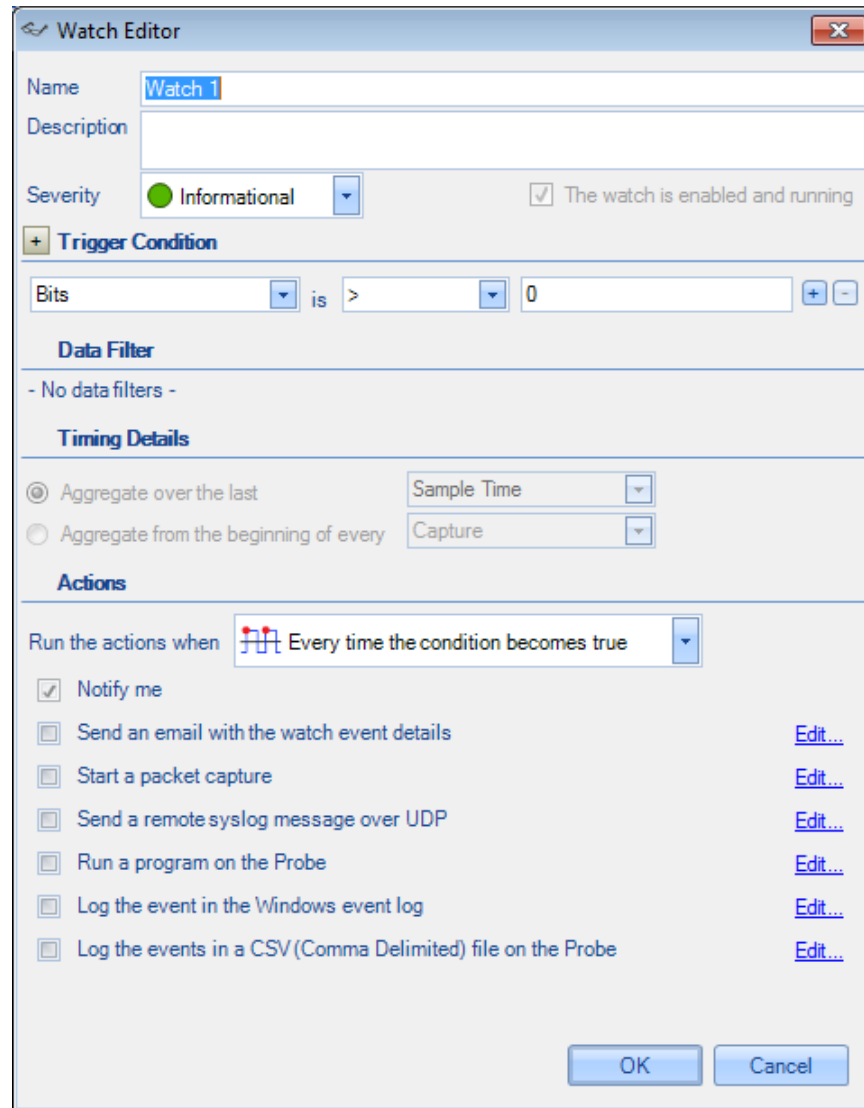 Watch Editor
Name Watch 1
Description
Severity Informational The watch is enabled and running
+ Trigger Condition
Bits is > 0 + -
Data Filter
- No data filters -
Timing Details
Aggregate over the last Sample Time
Aggregate from the beginning of every Capture
Actions
Run the actions when Every time the condition becomes true
Notify me
Send an email with the watch event details Edit...
Start a packet capture Edit...
Send a remote syslog message over UDP Edit...
Run a program on the Probe Edit...
Log the event in the Windows event log Edit...
Log the events in a CSV (Comma Delimited) file on the Probe Edit...
OK Cancel